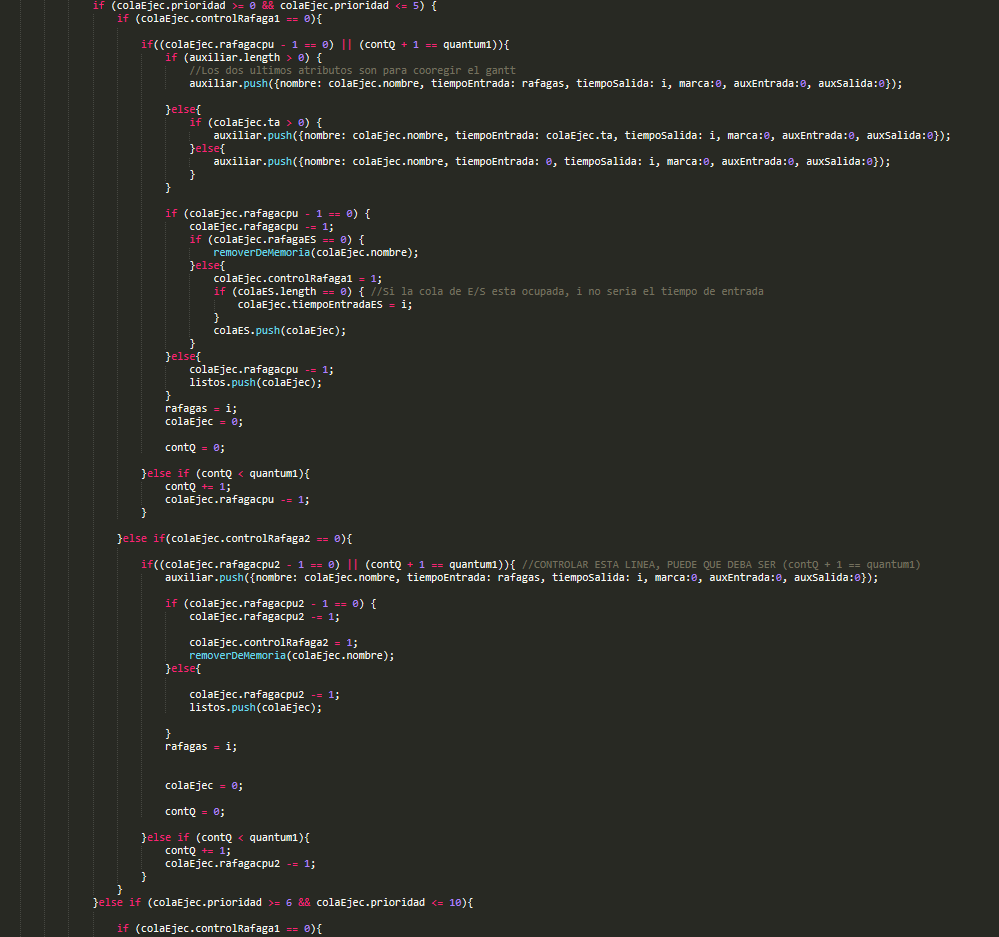 if (colaEjec.prioridad >= 0 && colaEjec.prioridad <= 5) {
if (colaEjec.controlRafaga1 == 0){
if((colaEjec.rafagacpu - 1 == 0) || (contQ + 1 == quantum1)){
if (auxiliar.length > 0) {
//Los dos ultimos atributos son para cooregir el gantt
auxiliar.push({nombre: colaEjec.nombre, tiempoEntrada: rafagas, tiempoSalida: i, marca:0, auxEntrada:0, auxSalida:0});
}else{
if (colaEjec.ta > 0) {
auxiliar.push({nombre: colaEjec.nombre, tiempoEntrada: colaEjec.ta, tiempoSalida: i, marca:0, auxEntrada:0, auxSalida:0});
}else{
auxiliar.push({nombre: colaEjec.nombre, tiempoEntrada: 0, tiempoSalida: i, marca:0, auxEntrada:0, auxSalida:0});
}
}
if (colaEjec.rafagacpu - 1 == 0) {
colaEjec.rafagacpu -= 1;
if (colaEjec.rafagaES == 0) {
removerDeMemoria(colaEjec.nombre);
}else{
colaEjec.controlRafaga1 = 1;
if (colaES.length == 0) { //Si la cola de E/S esta ocupada, i no seria el tiempo de entrada
colaEjec.tiempoEntradaES = i;
}
colaES.push(colaEjec);
}
}else{
colaEjec.rafagacpu -= 1;
listos.push(colaEjec);
}
rafagas = i;
colaEjec = 0;
contQ = 0;
}else if (contQ < quantum1){
contQ += 1;
colaEjec.rafagacpu -= 1;
}
}else if(colaEjec.controlRafaga2 == 0){
if((colaEjec.rafagacpu2 - 1 == 0) || (contQ + 1 == quantum1)){ //CONTROLAR ESTA LINEA, PUEDE QUE DEBA SER (contQ + 1 == quantum1)
auxiliar.push({nombre: colaEjec.nombre, tiempoEntrada: rafagas, tiempoSalida: i, marca:0, auxEntrada:0, auxSalida:0});
if (colaEjec.rafagacpu2 - 1 == 0) {
colaEjec.rafagacpu2 -= 1;
colaEjec.controlRafaga2 = 1;
removerDeMemoria(colaEjec.nombre);
}else{
colaEjec.rafagacpu2 -= 1;
listos.push(colaEjec);
}
rafagas = i;
colaEjec = 0;
contQ = 0;
}else if (contQ < quantum1){
contQ += 1;
colaEjec.rafagacpu2 -= 1;
}
}
}else if (colaEjec.prioridad >= 6 && colaEjec.prioridad <= 10){
if (colaEjec.controlRafaga1 == 0){